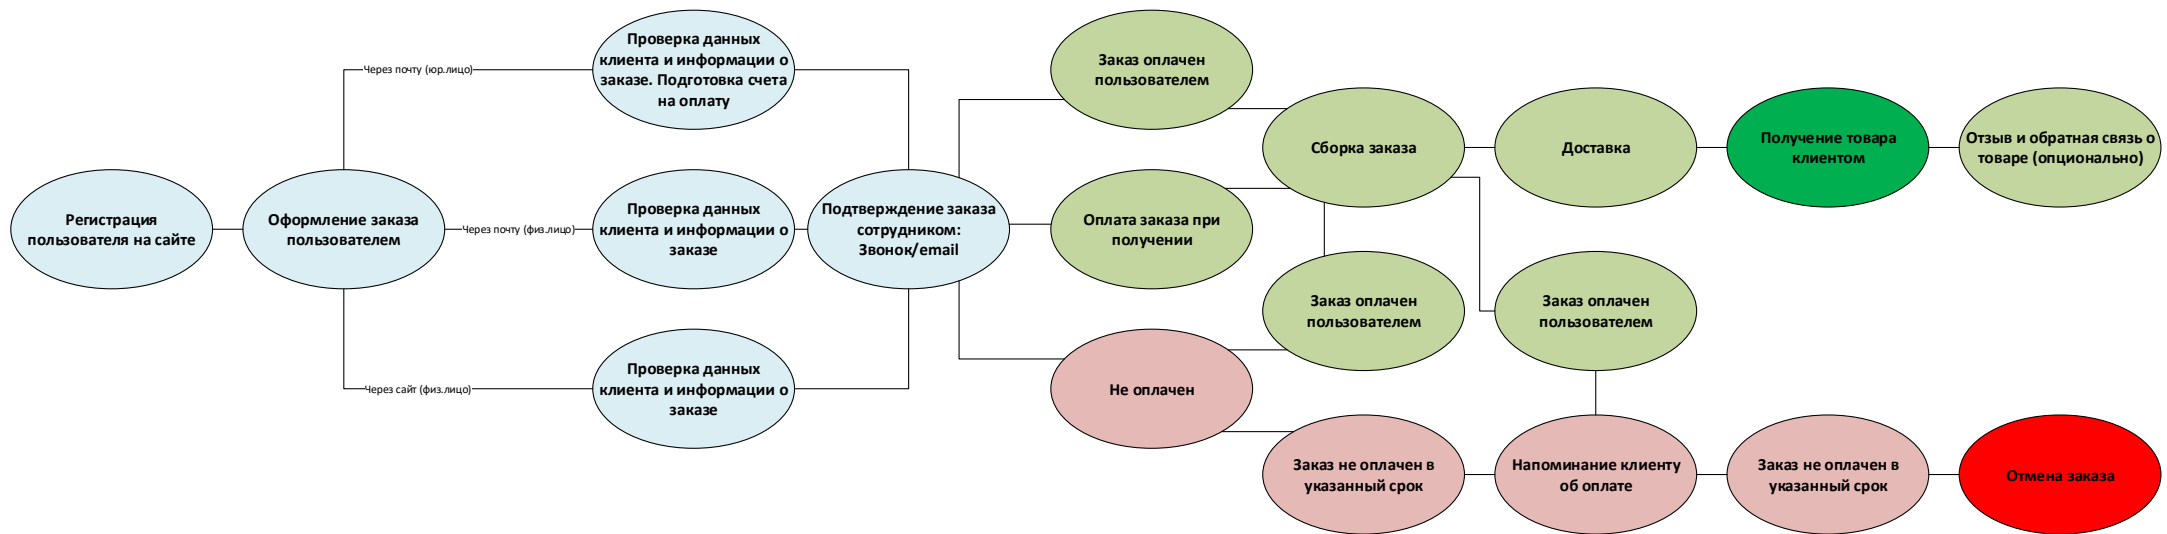 Регистрация
пользователя на сайте
Оформление заказа
пользователем
Через почту (юр.лицо)
Через почту (физ.лицо)
Через сайт (физ.лицо)
Проверка данных
клиента и информации о
заказе. Подготовка счета
на оплату
Проверка данных
клиента и информации о
заказе
Проверка данных
клиента и информации о
заказе
Подтверждение заказа
сотрудником:
Звонок/email
Заказ оплачен
пользователем
Оплата заказа при
получении
Не оплачен
Сборка заказа
Заказ оплачен
пользователем
Заказ не оплачен в
указанный срок
Доставка
Заказ оплачен
пользователем
Напоминание клиенту
об оплате
Получение товара
клиентом
Заказ не оплачен в
указанный срок
Отзыв и обратная связь о
товаре (опционально)
Отмена заказа